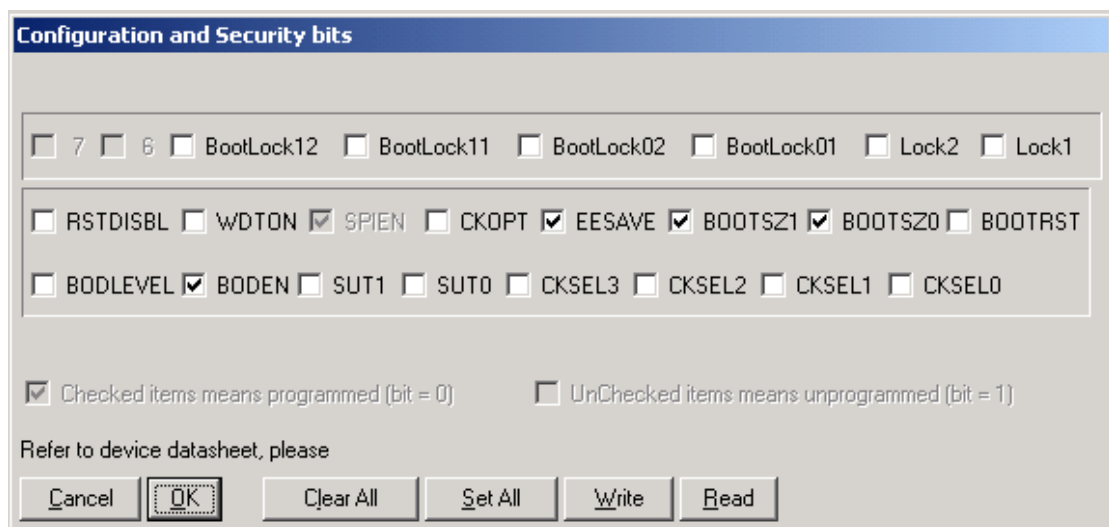 Configuration and Security bits
7 6 BootLock12 BootLock11 BootLock02 BootLock01 Lock2 Lock1
RSTDISBL WDTON SPIEN CKOPT EESAVE BOOTSZ1 BOOTSZ0 BOOTRST
BODLEVEL BODEN SUT1 SUT0 CKSEL3 CKSEL2 CKSEL1 CKSEL0
Checked items means programmed (bit = 0) UnChecked items means unprogrammed (bit = 1)
Refer to device datasheet, please
Cancel OK Clear All Set All Write Read